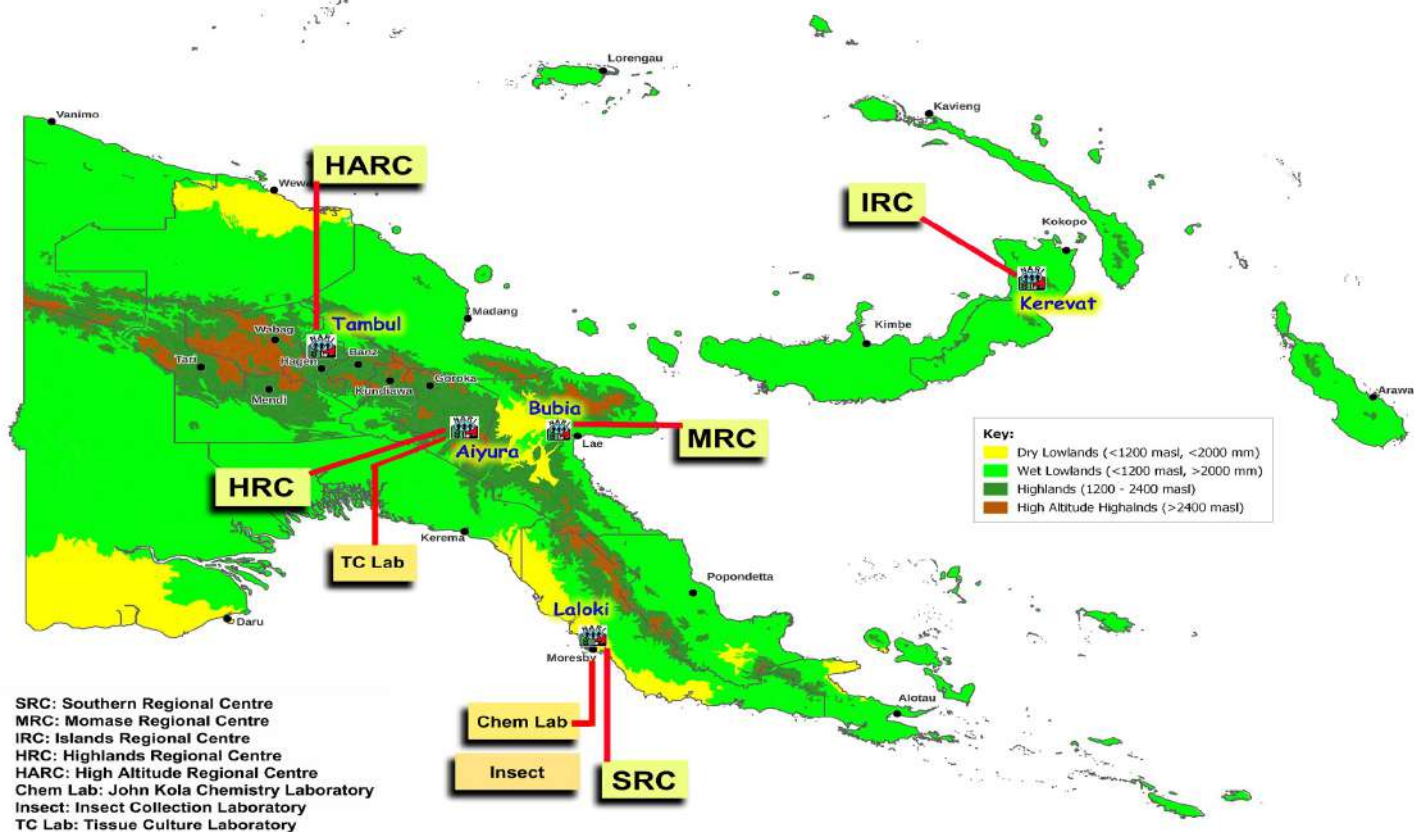 Lorengau
Kavieng
Vanimo
HARC
IRC
Kokopo
Kerevat
Madang
Tambul
Wabag
Hagen
Banz
Tari
Kundiawa
Goroka
Mendi
Kimbe
Arawa
Bubia
MRC
Lae
Aiyura
HRC
Key:
Dry Lowlands (<1200 masl, <2000 mm)
Wet Lowlands (<1200 masl, >2000 mm)
Highlands (1200 - 2400 masl)
High Altitude Highalnds (>2400 masl)
TC Lab
Kerema
Popondetta
Laloki
Daru
Moresby
Alotau
Chem Lab
Insect
SRC
SRC: Southern Regional Centre
MRC: Momase Regional Centre
IRC: Islands Regional Centre
HRC: Highlands Regional Centre
HARC: High Altitude Regional Centre
Chem Lab: John Kola Chemistry Laboratory
Insect: Insect Collection Laboratory
TC Lab: Tissue Culture Laboratory